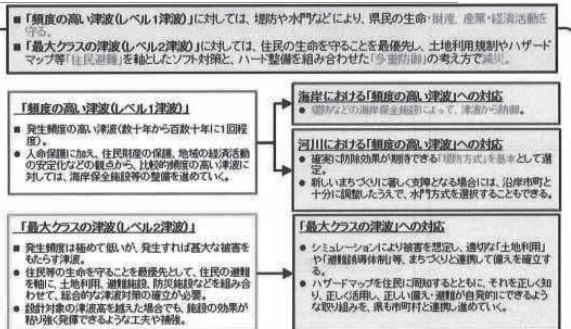 ■「頻度の高い津波(レベル1津波)」に対しては、堤防や水門などにより、県民の生命・財産、産業・経済活動を
守る。
■「最大クラスの津波(レベル2津波)」に対しては、住民の生命を守ることを最優先し、土地利用規制やハザード
マップ等「住民避難」を軸としたソフト対策と、ハード整備を組み合わせた「多重防御」の考え方で減災。
「頻度の高い津波(レベル1津波)」
■ 発生頻度の高い津波(数十年から百数十年に1回程
度)。
■ 人命保護に加え、住民財産の保護、地域の経済活動
の安定化などの観点から、比較的頻度の高い津波に
対しては、海岸保全施設等の整備を進めていく。
海岸における「頻度の高い津波」への対応
● 堤防などの海岸保全施設によって、津波から防御。
河川における「頻度の高い津波」への対応
● 確実に防除効果が期待できる「堤防方式」を基本として選
定。
● 新しいまちづくりに著しく支障となる場合には、沿岸市町と
十分に調整したうえで、水門方式を選択することもできる。
「最大クラスの津波(レベル2津波)」
■ 発生頻度は極めて低いが、発生すれば甚大な被害を
もたらす津波。
● 住民等の生命を守ることを最優先として、住民の避難
を軸に、土地利用、避難施設、防災施設などを組み合
わせて、総合的な津波対策の確立が必要。
● 設計対象の津波高を越えた場合でも、施設の効果が
粘り強く発揮できるような工夫や補強。
「最大クラスの津波」への対応
● シミュレーションにより被害を想定し、適切な「土地利用」
や「避難誘導体制」等、まちづくりと連携して備えを確立す
る。
● ハザードマップを住民に周知するとともに、それを正しく知
り、正しく活用し、正しい備え・避難が自発的にできるよう
な取り組みを、県も市町村と連携し進めていく。